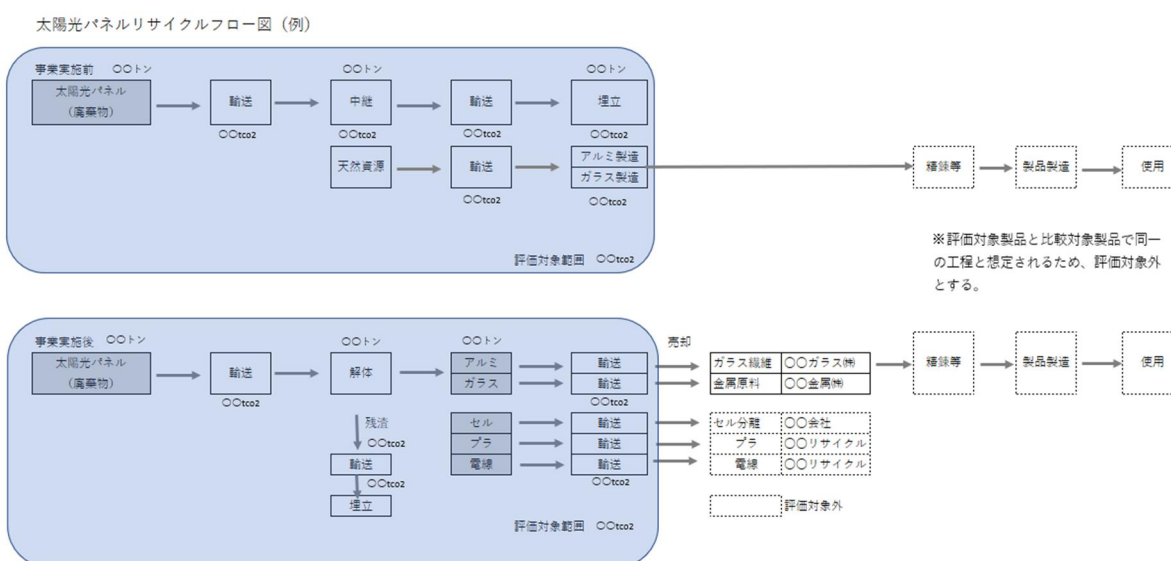 太陽光パネルリサイクルフロー図（例）
事業実施前　〇〇トン
〇〇トン
〇〇トン
太陽光パネル
（廃棄物）
輸送
中継
輸送
埋立
〇〇tco2
〇〇tco2
〇〇tco2
〇〇tco2
天然資源
輸送
アルミ製造
ガラス製造
〇〇tco2
〇〇tco2
精錬等
製品製造
使用
評価対象範囲　〇〇tco2
※評価対象製品と比較対象製品で同一
の工程と想定されるため、評価対象外
とする。
事業実施後　〇〇トン
〇〇トン
〇〇トン
売却
太陽光パネル
（廃棄物）
輸送
解体
アルミ
ガラス
輸送
輸送
ガラス繊維
〇〇ガラス㈱
金属原料
〇〇金属㈱
精錬等
製品製造
使用
〇〇tco2
〇〇tco2
残渣
〇〇tco2
輸送
〇〇tco2
埋立
セル
プラ
電線
輸送
輸送
輸送
〇〇tco2
セル分離
〇〇会社
プラ
〇〇リサイクル
電線
〇〇リサイクル
評価対象外
評価対象範囲　〇〇tco2